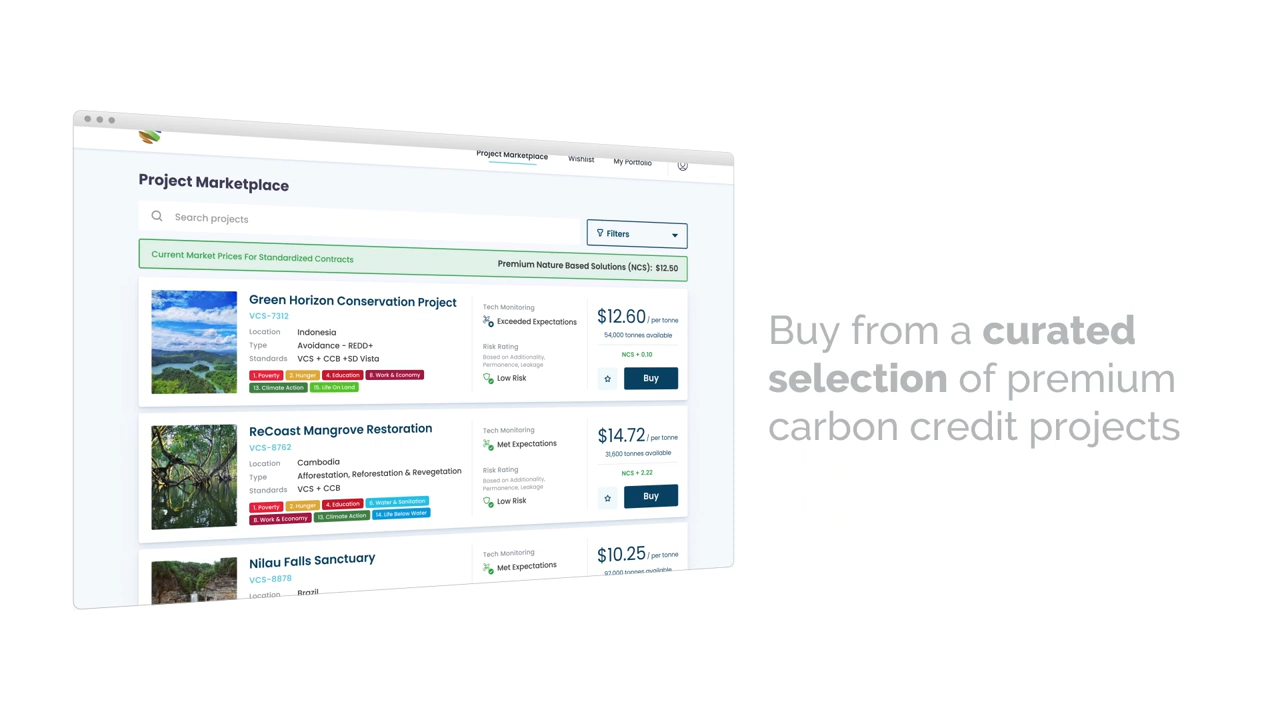 Project Marketplace
Wishlist
My Portfolio
Project Marketplace
Search projects
Filters
Current Market Prices For Standardized Contracts
Premium Nature Based Solutions (NCS): $12.50
Green Horizon Conservation Project
VCS-7312
Location Indonesia
Type Avoidance - REDD+
Standards VCS + CCB +SD Vista
1. Poverty 2. Hunger 4. Education 8. Work & Economy
13. Climate Action 15. Life On Land
Tech Monitoring
Exceeded Expectations
Risk Rating
Based on Additionality,
Permanence, Leakage
Low Risk
$12.60 / per tonne
54,000 tonnes available
NCS + 0.10
Buy
ReCoast Mangrove Restoration
VCS-8762
Location Cambodia
Type Afforestation, Reforestation & Revegetation
Standards VCS + CCB
1. Poverty 2. Hunger 4. Education 6. Water & Sanitation
8. Work & Economy 13. Climate Action 14. Life Below Water
Tech Monitoring
Met Expectations
Risk Rating
Based on Additionality,
Permanence, Leakage
Low Risk
$14.72 / per tonne
31,600 tonnes available
NCS + 2.22
Buy
Nilau Falls Sanctuary
VCS-8878
Location Brazil
Tech Monitoring
Met Expectations
$10.25 / per tonne
97,000 tonnes available
Buy from a curated
selection of premium
carbon credit projects